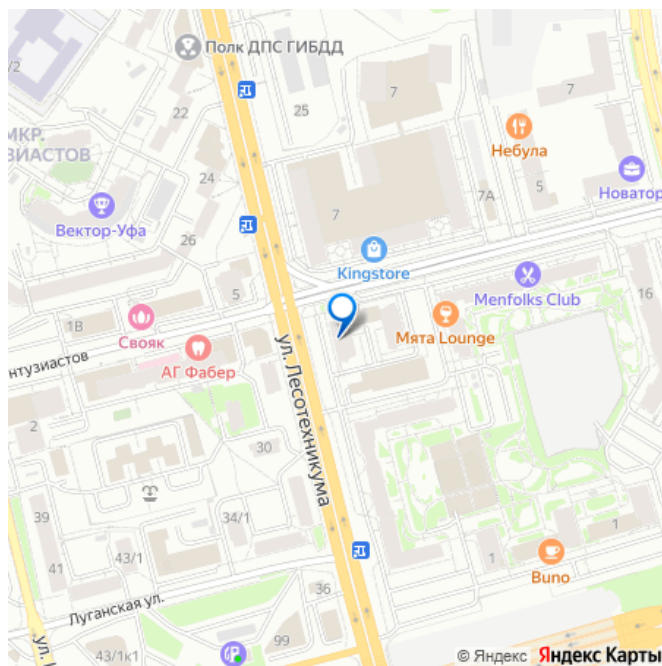 Полк ДПС ГИБДД
/2
22
25
7
7
МКР.
ЗИАСТОВ
Небула
24
5
Новатор
7А
Вектор-Уфа
7
26
Kingstore
5
Menfolks Club
16
1В
Свояк
Мята Lounge
нтузиастов
АГ Фабер
ул. Лесотехникума
2
30
39
34/1
41
43/1
1
1
Buno
36
Луганская ул.
99
ул.
43/1к1
© Яндекс Яндекс Карты